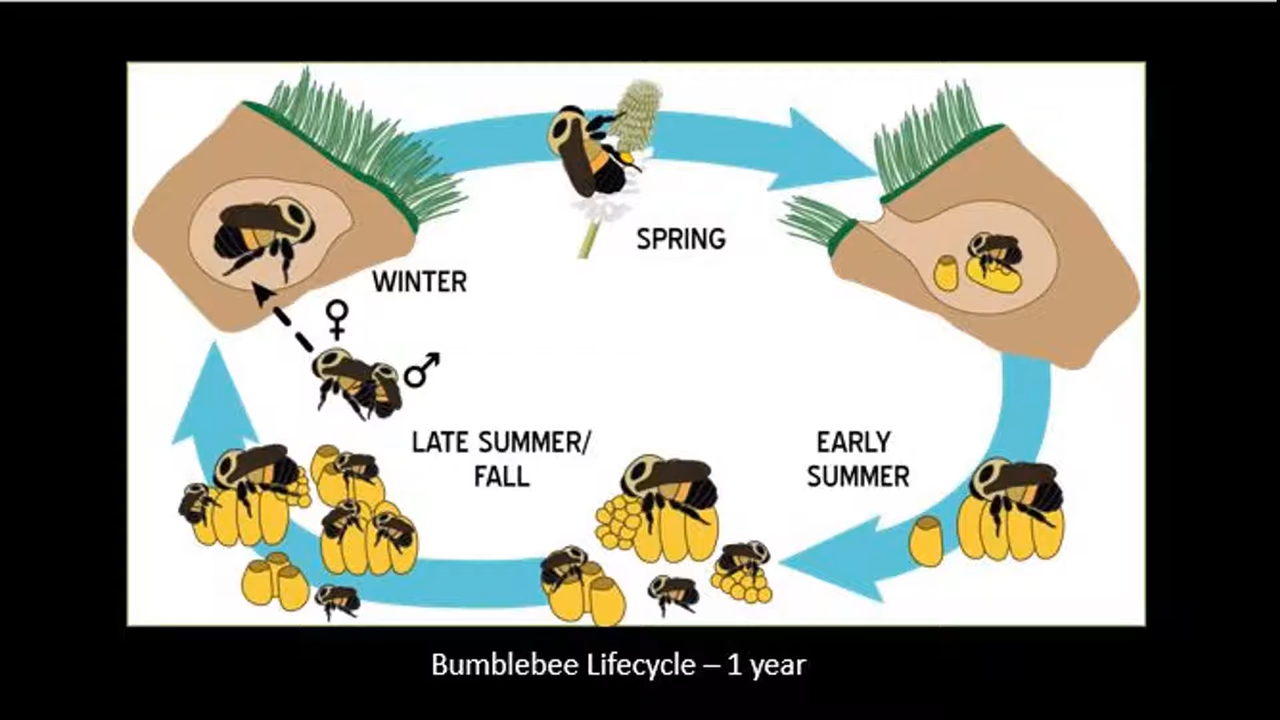 SPRING
WINTER
♀
♂
LATE SUMMER/
FALL
EARLY
SUMMER
Bumblebee Lifecycle – 1 year